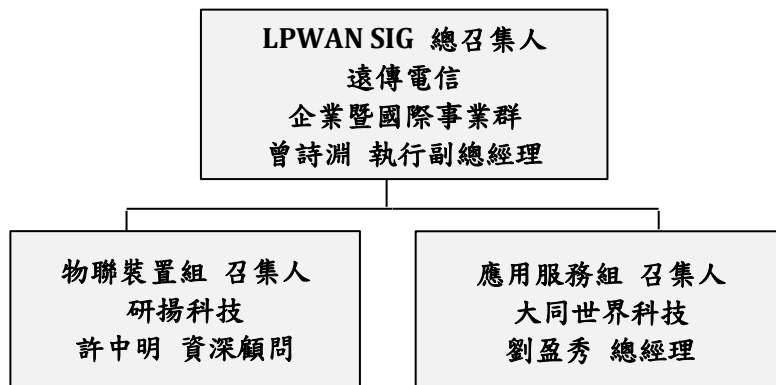 LPWAN SIG 總召集人
遠傳電信
企業暨國際事業群
曾詩淵 執行副總經理
物聯裝置組 召集人
研揚科技
許中明 資深顧問
應用服務組 召集人
大同世界科技
劉盈秀 總經理